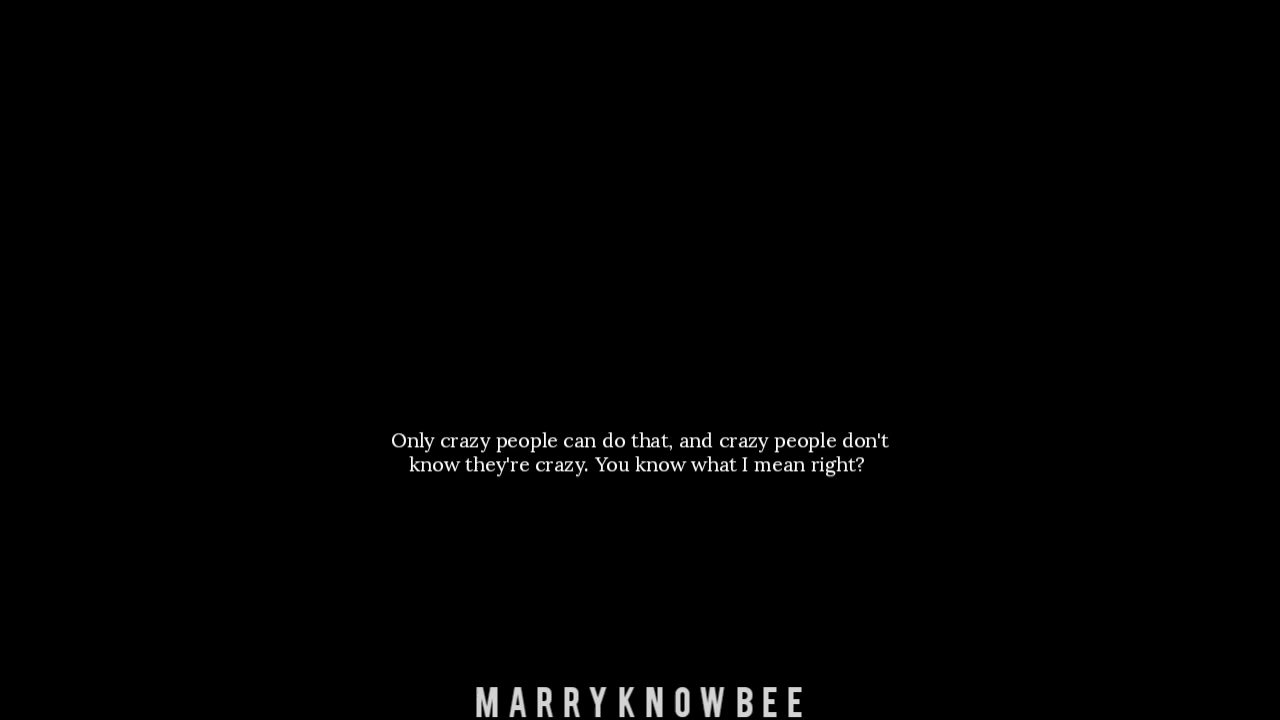 Only crazy people can do that, and crazy people don't
know they're crazy. You know what I mean right?
MARRYKNOWBEE